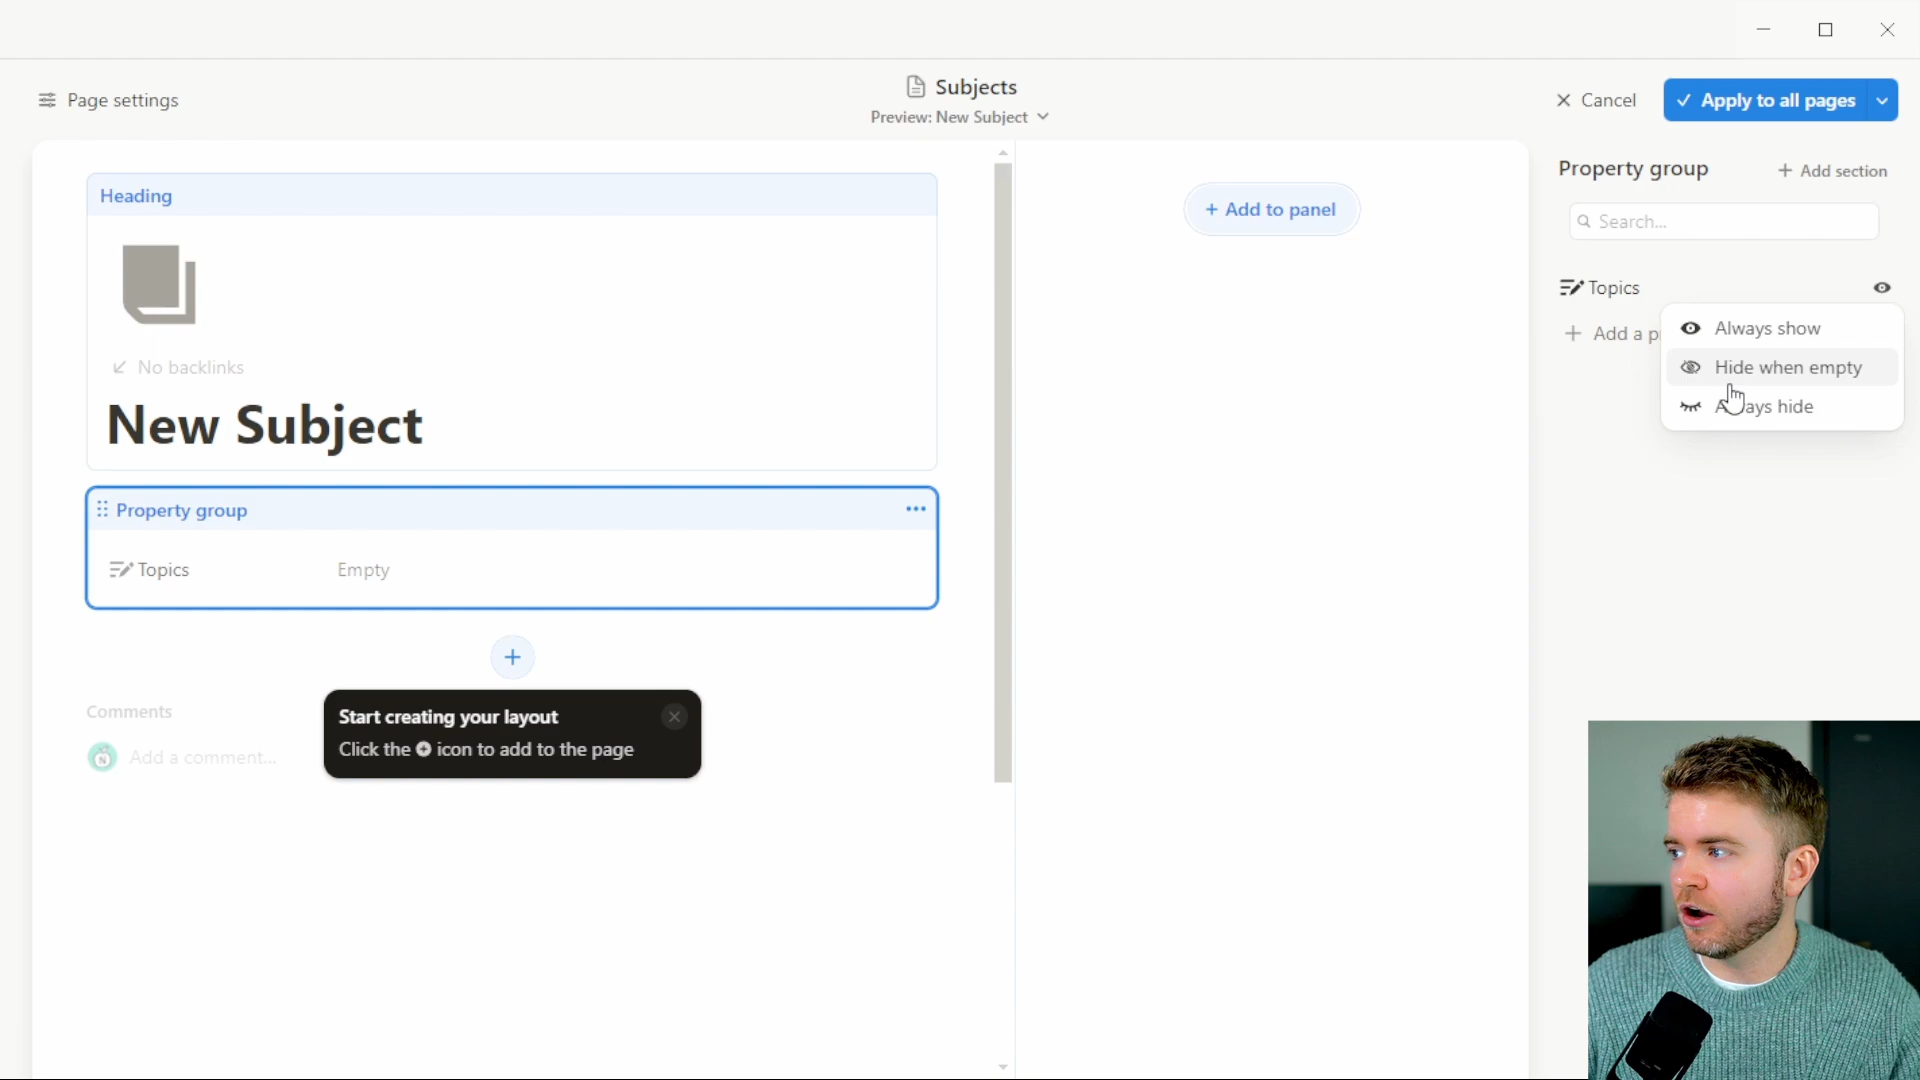 Page settings
Subjects
Preview: New Subject
Cancel
Apply to all pages
Heading
No backlinks
New Subject
Property group
Topics
Empty
Comments
Add a comment...
Start creating your layout
Click the + icon to add to the page
+ Add to panel
Property group
+ Add section
Search...
Topics
+ Add a p
Always show
Hide when empty
Always hide
N